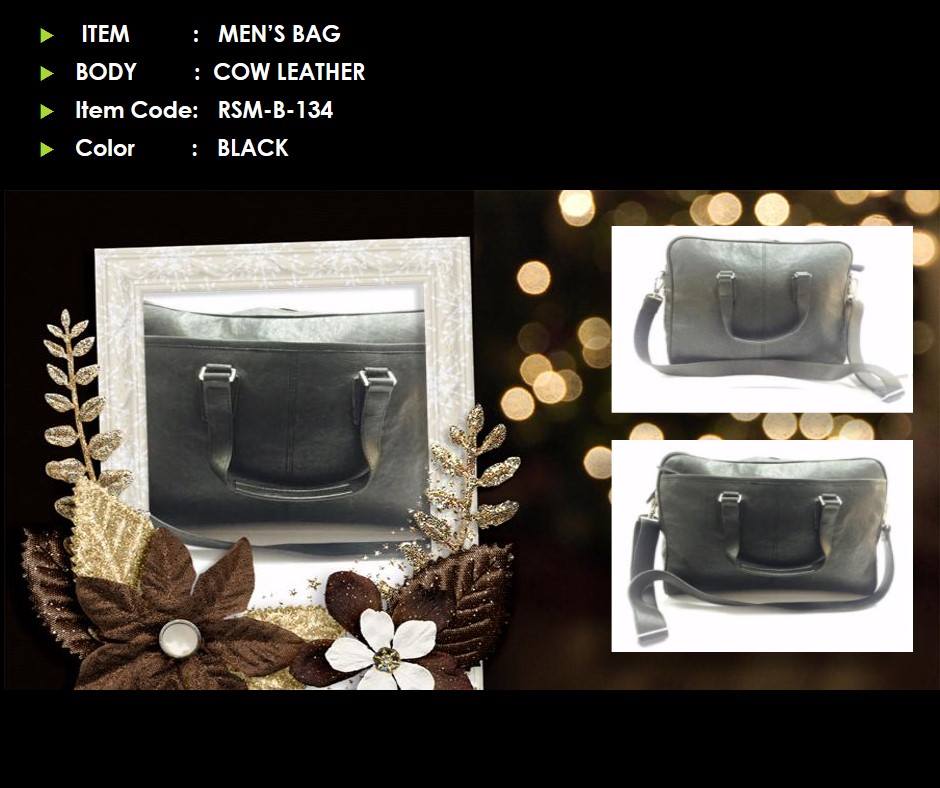 ITEM : MEN’S BAG
BODY : COW LEATHER
Item Code: RSM-B-134
Color : BLACK